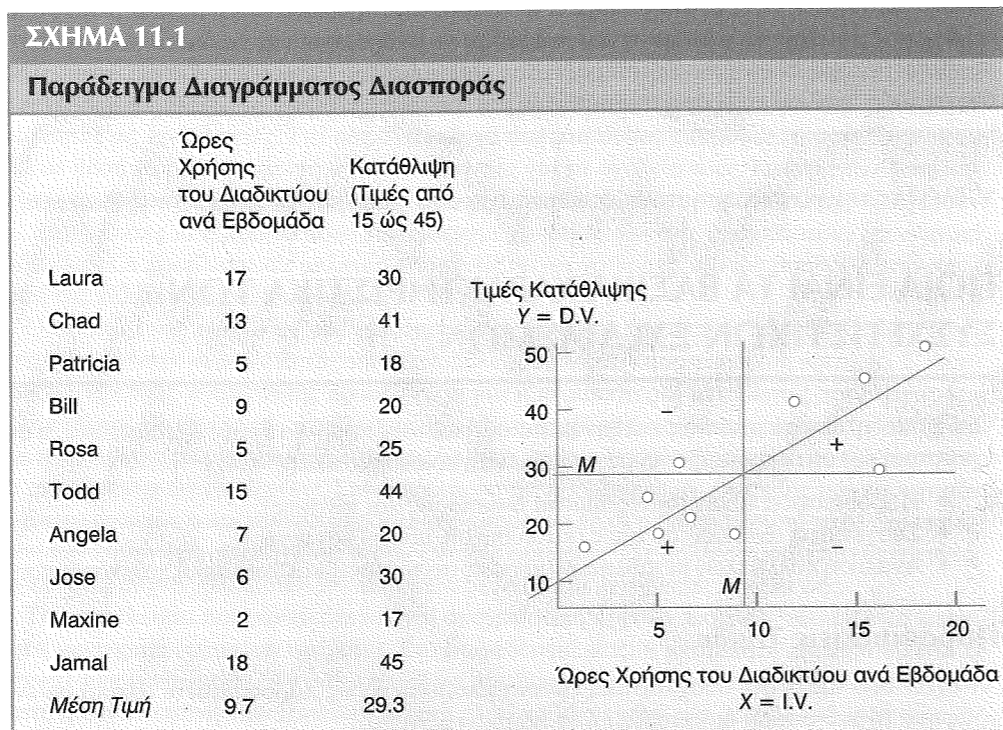 ΣΧΗΜΑ 11.1
Παράδειγμα Διαγράμματος Διασποράς
Ώρες
Χρήσης Κατάθλιψη
του Διαδικτύου (Τιμές από
ανά Εβδομάδα 15 ώς 45)
Laura 17 30
Chad 13 41
Patricia 5 18
Bill 9 20
Rosa 5 25
Todd 15 44
Angela 7 20
Jose 6 30
Maxine 2 17
Jamal 18 45
Μέση Τιμή 9.7 29.3
Τιμές Κατάθλιψης
Y = D.V.
50
40 –
+
30 M
20
+ –
10 M
5 10 15 20
Ώρες Χρήσης του Διαδικτύου ανά Εβδομάδα
X = I.V.